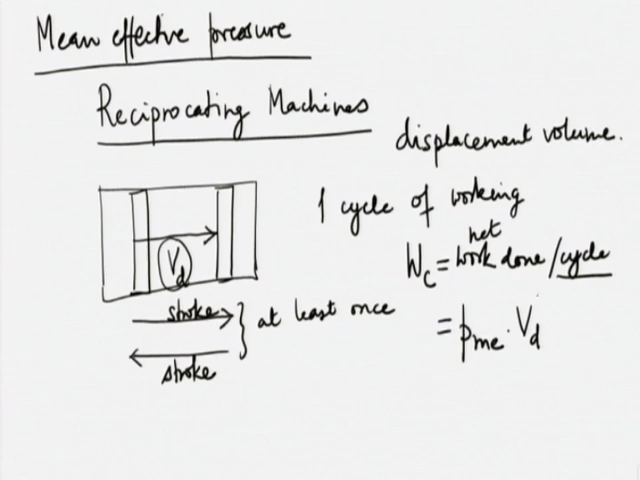 Mean effective pressure
Reciprocating Machines
displacement volume.
1 cycle of working
net
W_c = work done / cycle
= p_me . V_d
V_d
stroke
at least once
stroke